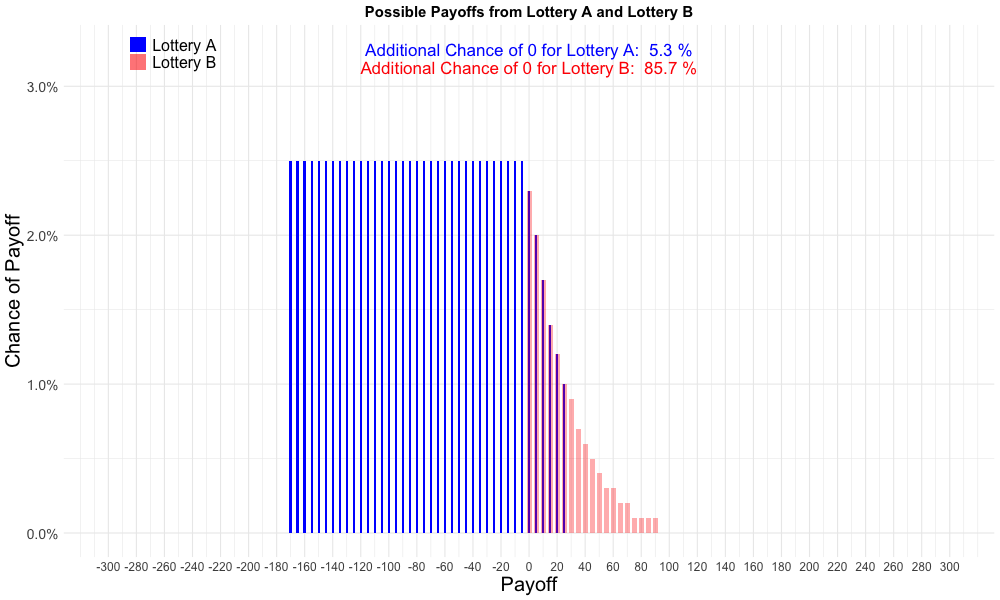 Possible Payoffs from Lottery A and Lottery B
Lottery A
Lottery B
Additional Chance of 0 for Lottery A:  5.3 %
Additional Chance of 0 for Lottery B:  85.7 %
Chance of Payoff
3.0%
2.0%
1.0%
0.0%
-300 -280 -260 -240 -220 -200 -180 -160 -140 -120 -100 -80 -60 -40 -20 0 20 40 60 80 100 120 140 160 180 200 220 240 260 280 300
Payoff